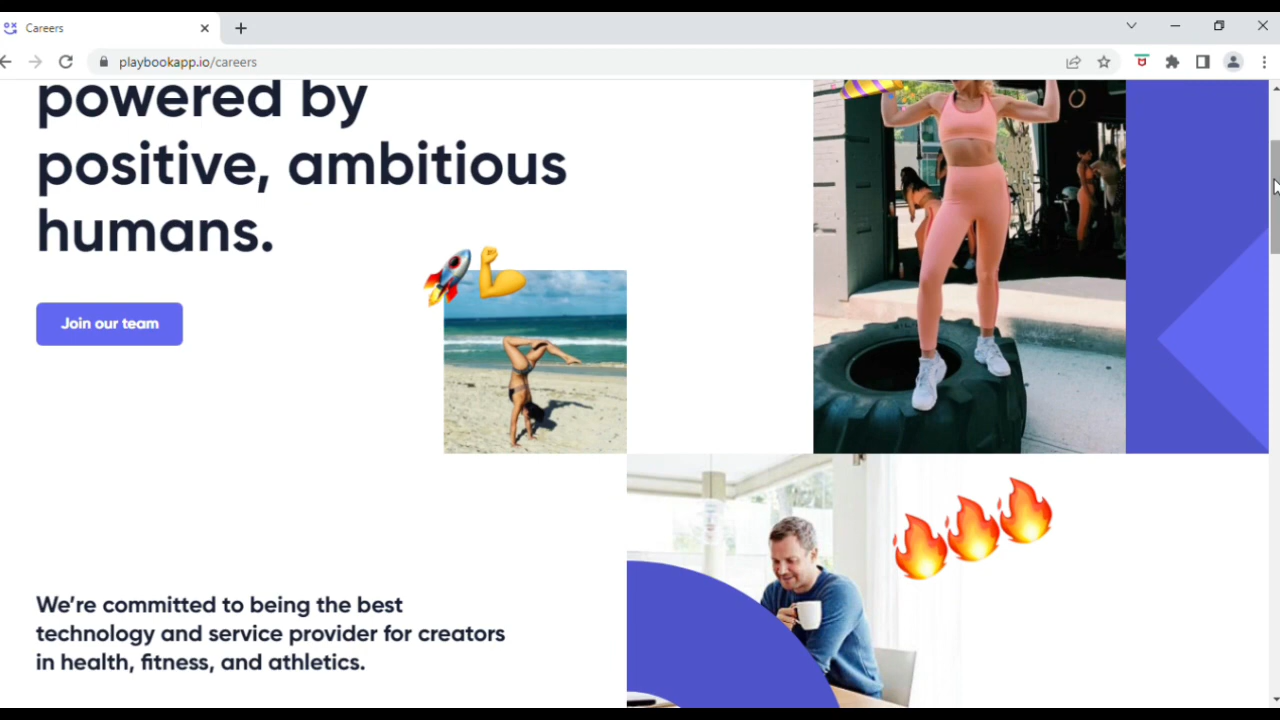 Careers
playbookapp.io/careers
powered by
positive, ambitious
humans.
Join our team
We’re committed to being the best
technology and service provider for creators
in health, fitness, and athletics.